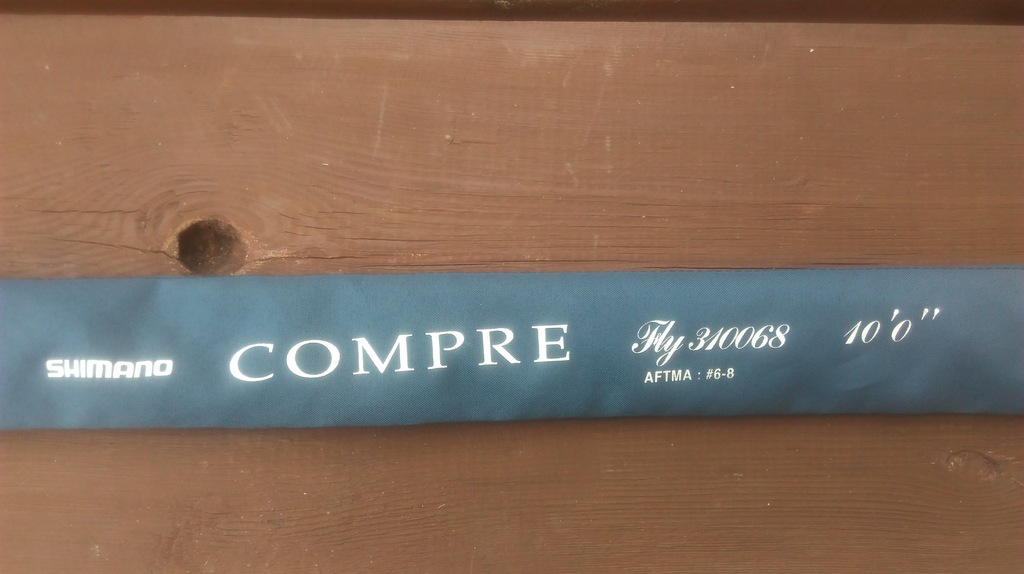 SHIMANO COMPRE Fly 310068 10'0''
AFTMA : #6-8